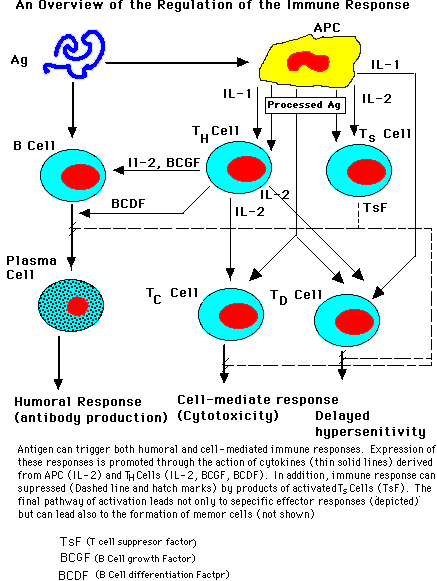 An Overview of the Regulation of the Immune Response
APC
Ag
IL-1
IL-1
IL-2
Processed Ag
B Cell
TH Cell
Ts Cell
Il-2, BCGF
IL-2
BCDF
IL-2
TsF
Plasma
Cell
TC Cell
TD Cell
Humoral Response
(antibody production)
Cell-mediate response
(Cytotoxicity)
Delayed
hypersensitivity
Antigen can trigger both humoral and cell-mediated immune responses. Expression of
these responses is promoted through the action of cytokines (thin solid lines) derived
from APC (IL-2) and TH Cells (IL-2, BCGF, BCDF). In addition, immune response can
supressed (Dashed line and hatch marks) by products of activated Ts Cells (TsF). The
final pathway of activation leads not only to sepecific effector responses (depicted)
but can lead also to the formation of memor cells (not shown)
TsF (T cell suppresor factor)
BCGF (B Cell growth Factor)
BCDF (B Cell differentiation Factpr)